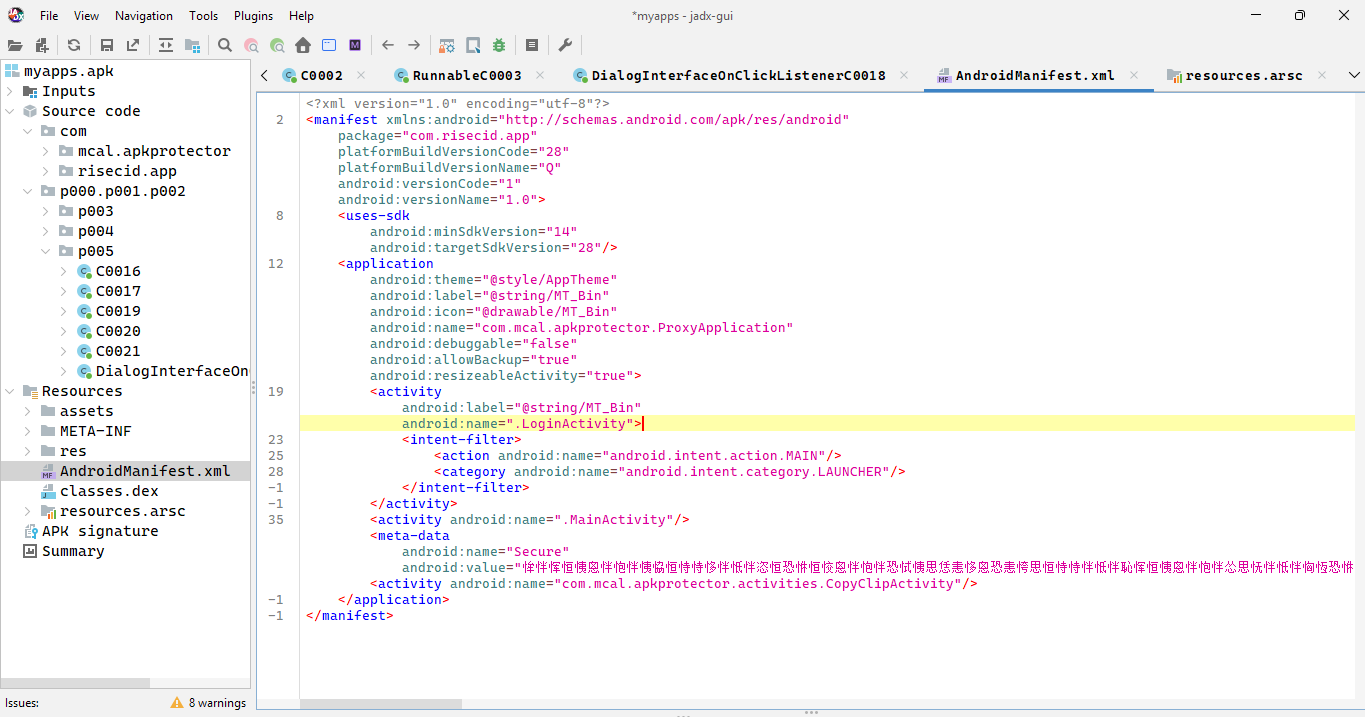 File View Navigation Tools Plugins Help
*myapps - jadx-gui
myapps.apk
Inputs
Source code
com
mcal.apkprotector
risecid.app
p000.p001.p002
p003
p004
p005
C0016
C0017
C0019
C0020
C0021
DialogInterfaceOn
Resources
assets
META-INF
res
AndroidManifest.xml
classes.dex
resources.arsc
APK signature
Summary
Issues:
8 warnings
C0002 RunnableC0003 DialogInterfaceOnClickListenerC0018 AndroidManifest.xml resources.arsc
<?xml version="1.0" encoding="utf-8"?>
2 <manifest xmlns:android="http://schemas.android.com/apk/res/android"
package="com.risecid.app"
platformBuildVersionCode="28"
platformBuildVersionName="Q"
android:versionCode="1"
android:versionName="1.0">
8 <uses-sdk
android:minSdkVersion="14"
android:targetSdkVersion="28"/>
12 <application
android:theme="@style/AppTheme"
android:label="@string/MT_Bin"
android:icon="@drawable/MT_Bin"
android:name="com.mcal.apkprotector.ProxyApplication"
android:debuggable="false"
android:allowBackup="true"
android:resizeableActivity="true">
19 <activity
android:label="@string/MT_Bin"
android:name=".LoginActivity">
23 <intent-filter>
25 <action android:name="android.intent.action.MAIN"/>
28 <category android:name="android.intent.category.LAUNCHER"/>
-1 </intent-filter>
-1 </activity>
35 <activity android:name=".MainActivity"/>
<meta-data
android:name="Secure"
android:value="
<activity android:name="com.mcal.apkprotector.activities.CopyClipActivity"/>
-1 </application>
-1 </manifest>